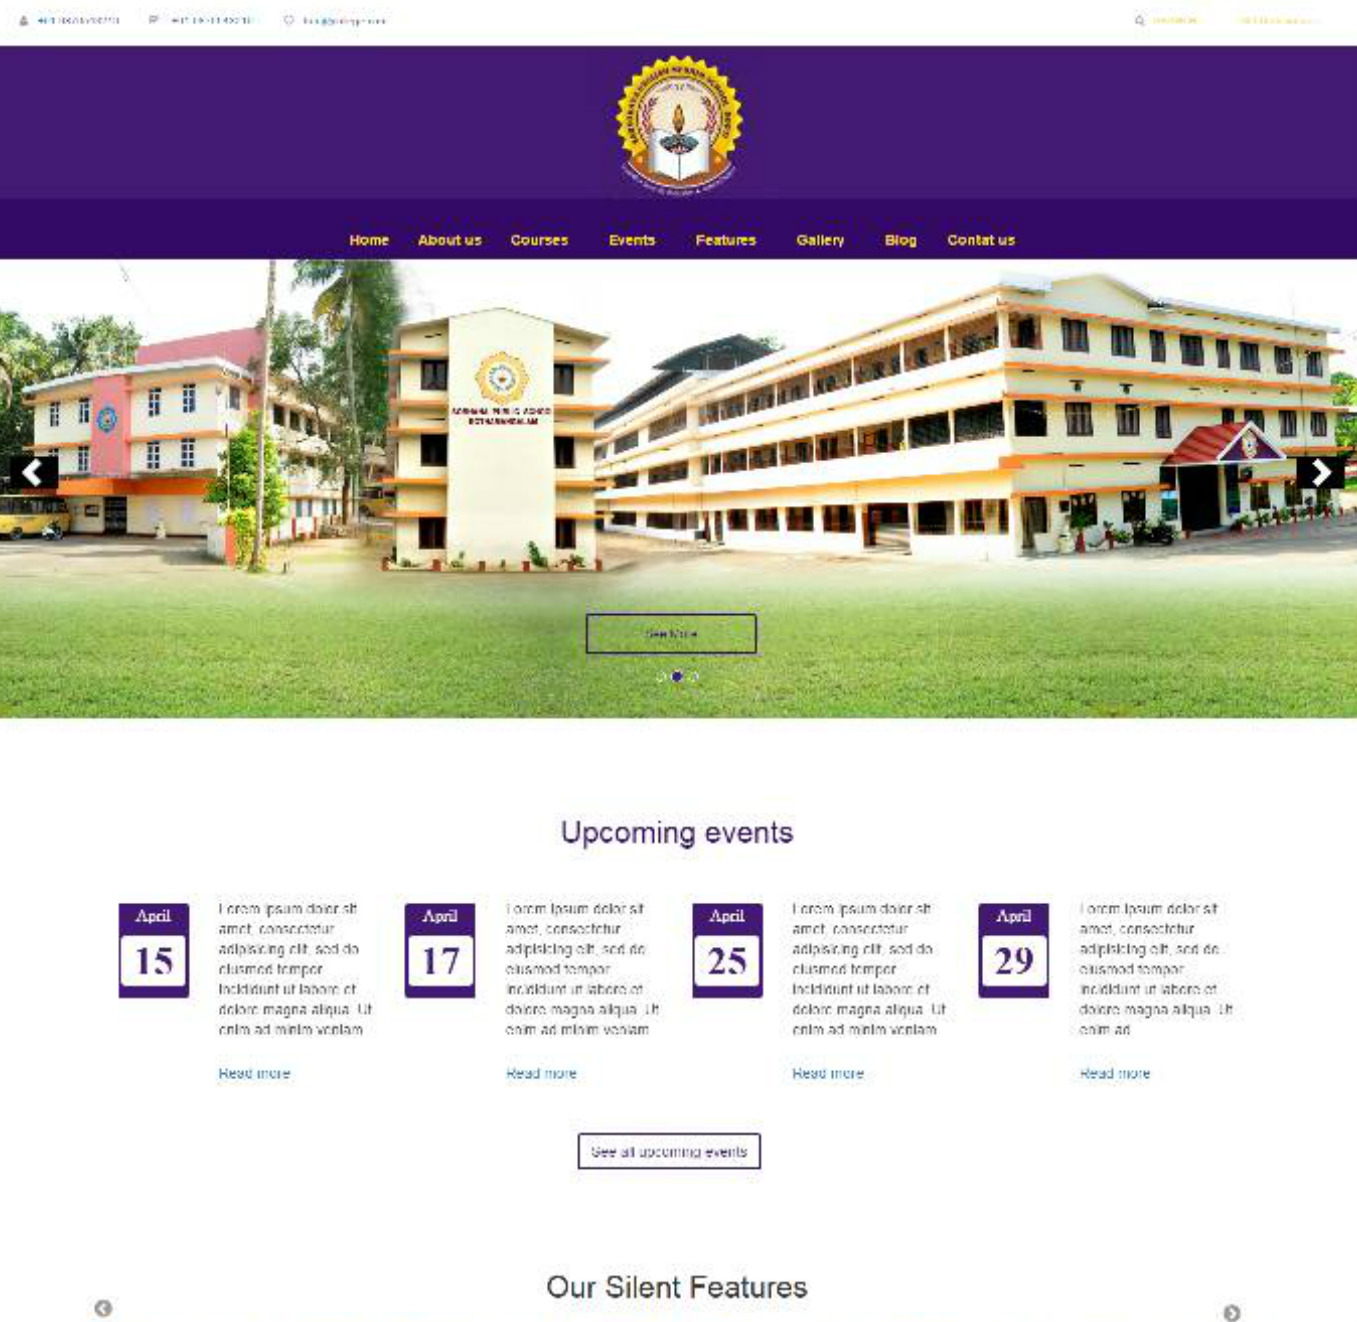 Home About us Courses Events Features Gallery Blog Contat us
SOBHANA PUBLIC SCHOOL
KOTHAMANGALAM
See More
Upcoming events
April
15
Lorem ipsum dolor sit
amet, consectetur
adipisicing elit, sed do
eiusmod tempor
incididunt ut labore et
dolore magna aliqua. Ut
enim ad minim veniam
Read more
April
17
Lorem ipsum dolor sit
amet, consectetur
adipisicing elit, sed do
eiusmod tempor
incididunt ut labore et
dolore magna aliqua. Ut
enim ad minim veniam
Read more
April
25
Lorem ipsum dolor sit
amet, consectetur
adipisicing elit, sed do
eiusmod tempor
incididunt ut labore et
dolore magna aliqua. Ut
enim ad minim veniam
Read more
April
29
Lorem ipsum dolor sit
amet, consectetur
adipisicing elit, sed do
eiusmod tempor
incididunt ut labore et
dolore magna aliqua. Ut
enim ad
Read more
See all upcoming events
Our Silent Features